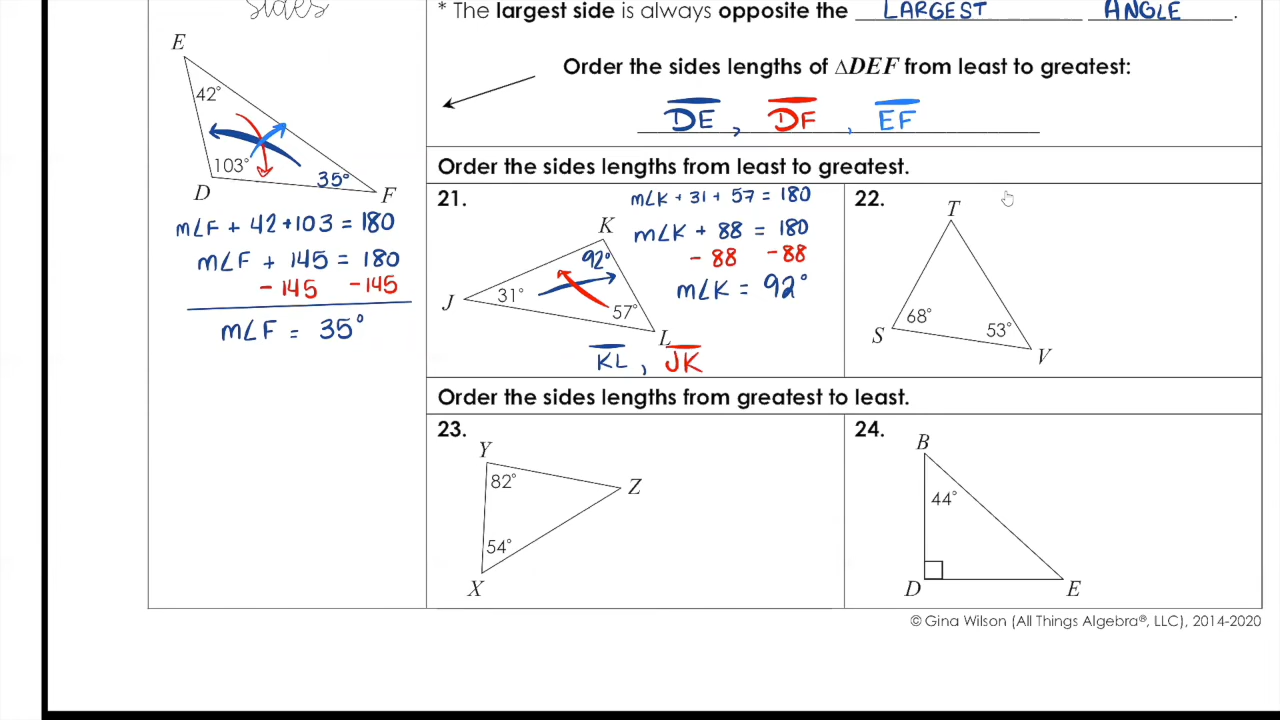 sides
* The largest side is always opposite the LARGEST ANGLE.
E
42°
103°
35°
D
F
m∠F + 42 + 103 = 180
m∠F + 145 = 180
- 145 - 145
m∠F = 35°
Order the sides lengths of △DEF from least to greatest:
DE, DF, EF
Order the sides lengths from least to greatest.
21.
K
92°
J
31°
57°
L
m∠K + 31 + 57 = 180
m∠K + 88 = 180
- 88 - 88
m∠K = 92°
KL, JK
22.
T
68°
53°
S
V
Order the sides lengths from greatest to least.
23.
Y
82°
Z
54°
X
24.
B
44°
D
E
© Gina Wilson (All Things Algebra®, LLC), 2014-2020